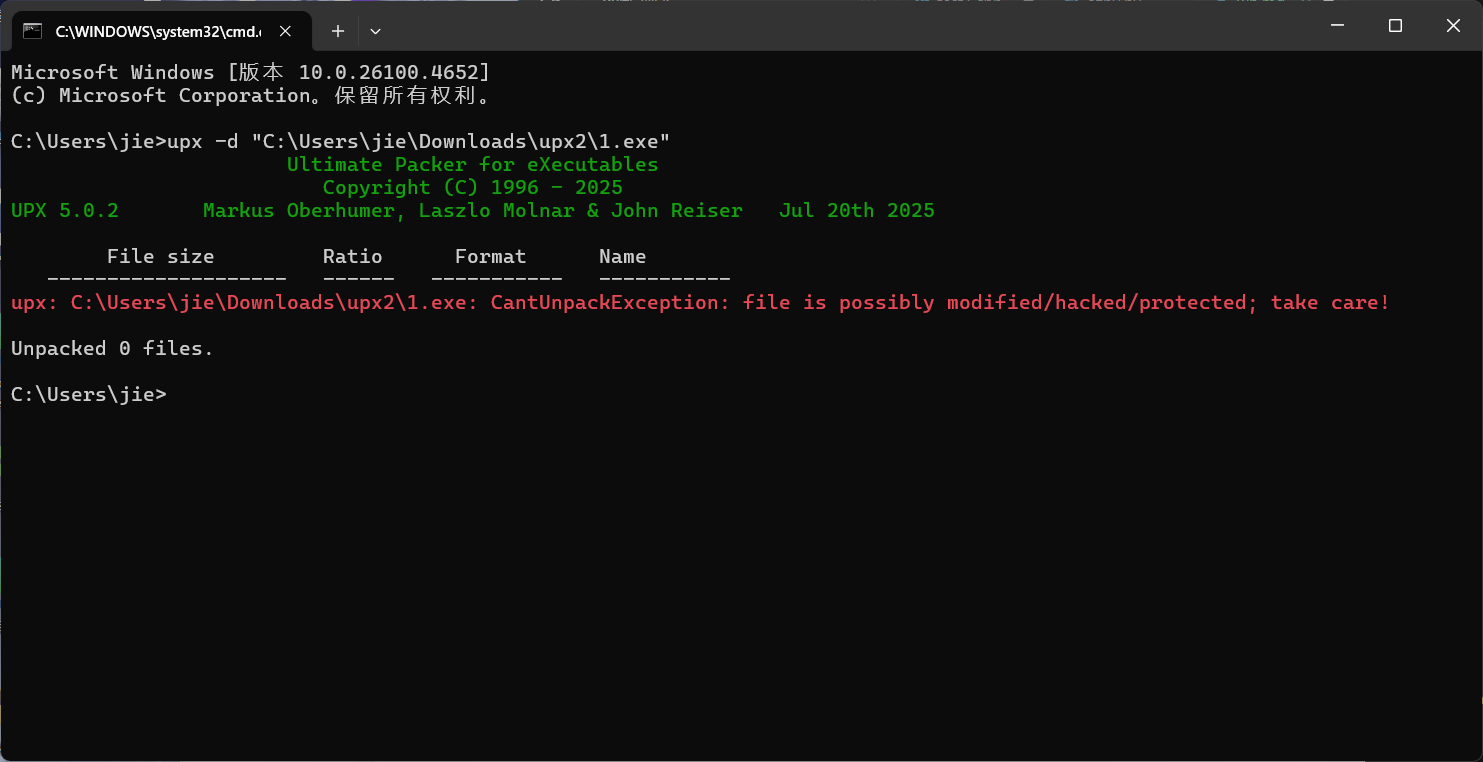 C:\WINDOWS\system32\cmd.
Microsoft Windows [版本 10.0.26100.4652]
(c) Microsoft Corporation。保留所有权利。
C:\Users\jie>upx -d "C:\Users\jie\Downloads\upx2\1.exe"
Ultimate Packer for eXecutables
Copyright (C) 1996 - 2025
UPX 5.0.2 Markus Oberhumer, Laszlo Molnar & John Reiser Jul 20th 2025
File size Ratio Format Name
-------------------- ------ ----------- -----------
upx: C:\Users\jie\Downloads\upx2\1.exe: CantUnpackException: file is possibly modified/hacked/protected; take care!
Unpacked 0 files.
C:\Users\jie>